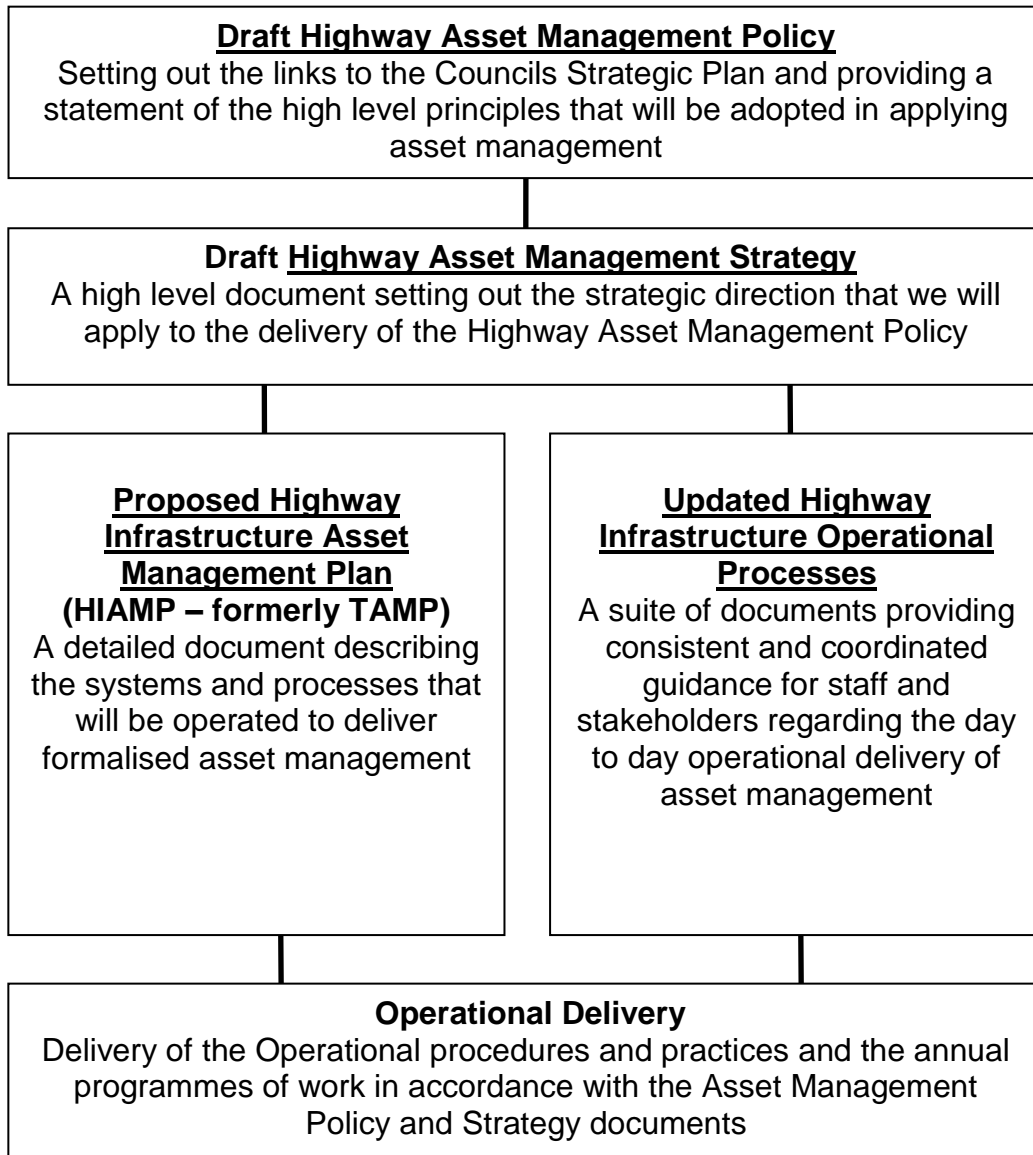 Draft Highway Asset Management Policy
Setting out the links to the Councils Strategic Plan and providing a
statement of the high level principles that will be adopted in applying
asset management
Draft Highway Asset Management Strategy
A high level document setting out the strategic direction that we will
apply to the delivery of the Highway Asset Management Policy
Proposed Highway
Infrastructure Asset
Management Plan
(HIAMP – formerly TAMP)
A detailed document describing
the systems and processes that
will be operated to deliver
formalised asset management
Updated Highway
Infrastructure Operational
Processes
A suite of documents providing
consistent and coordinated
guidance for staff and
stakeholders regarding the day
to day operational delivery of
asset management
Operational Delivery
Delivery of the Operational procedures and practices and the annual
programmes of work in accordance with the Asset Management
Policy and Strategy documents